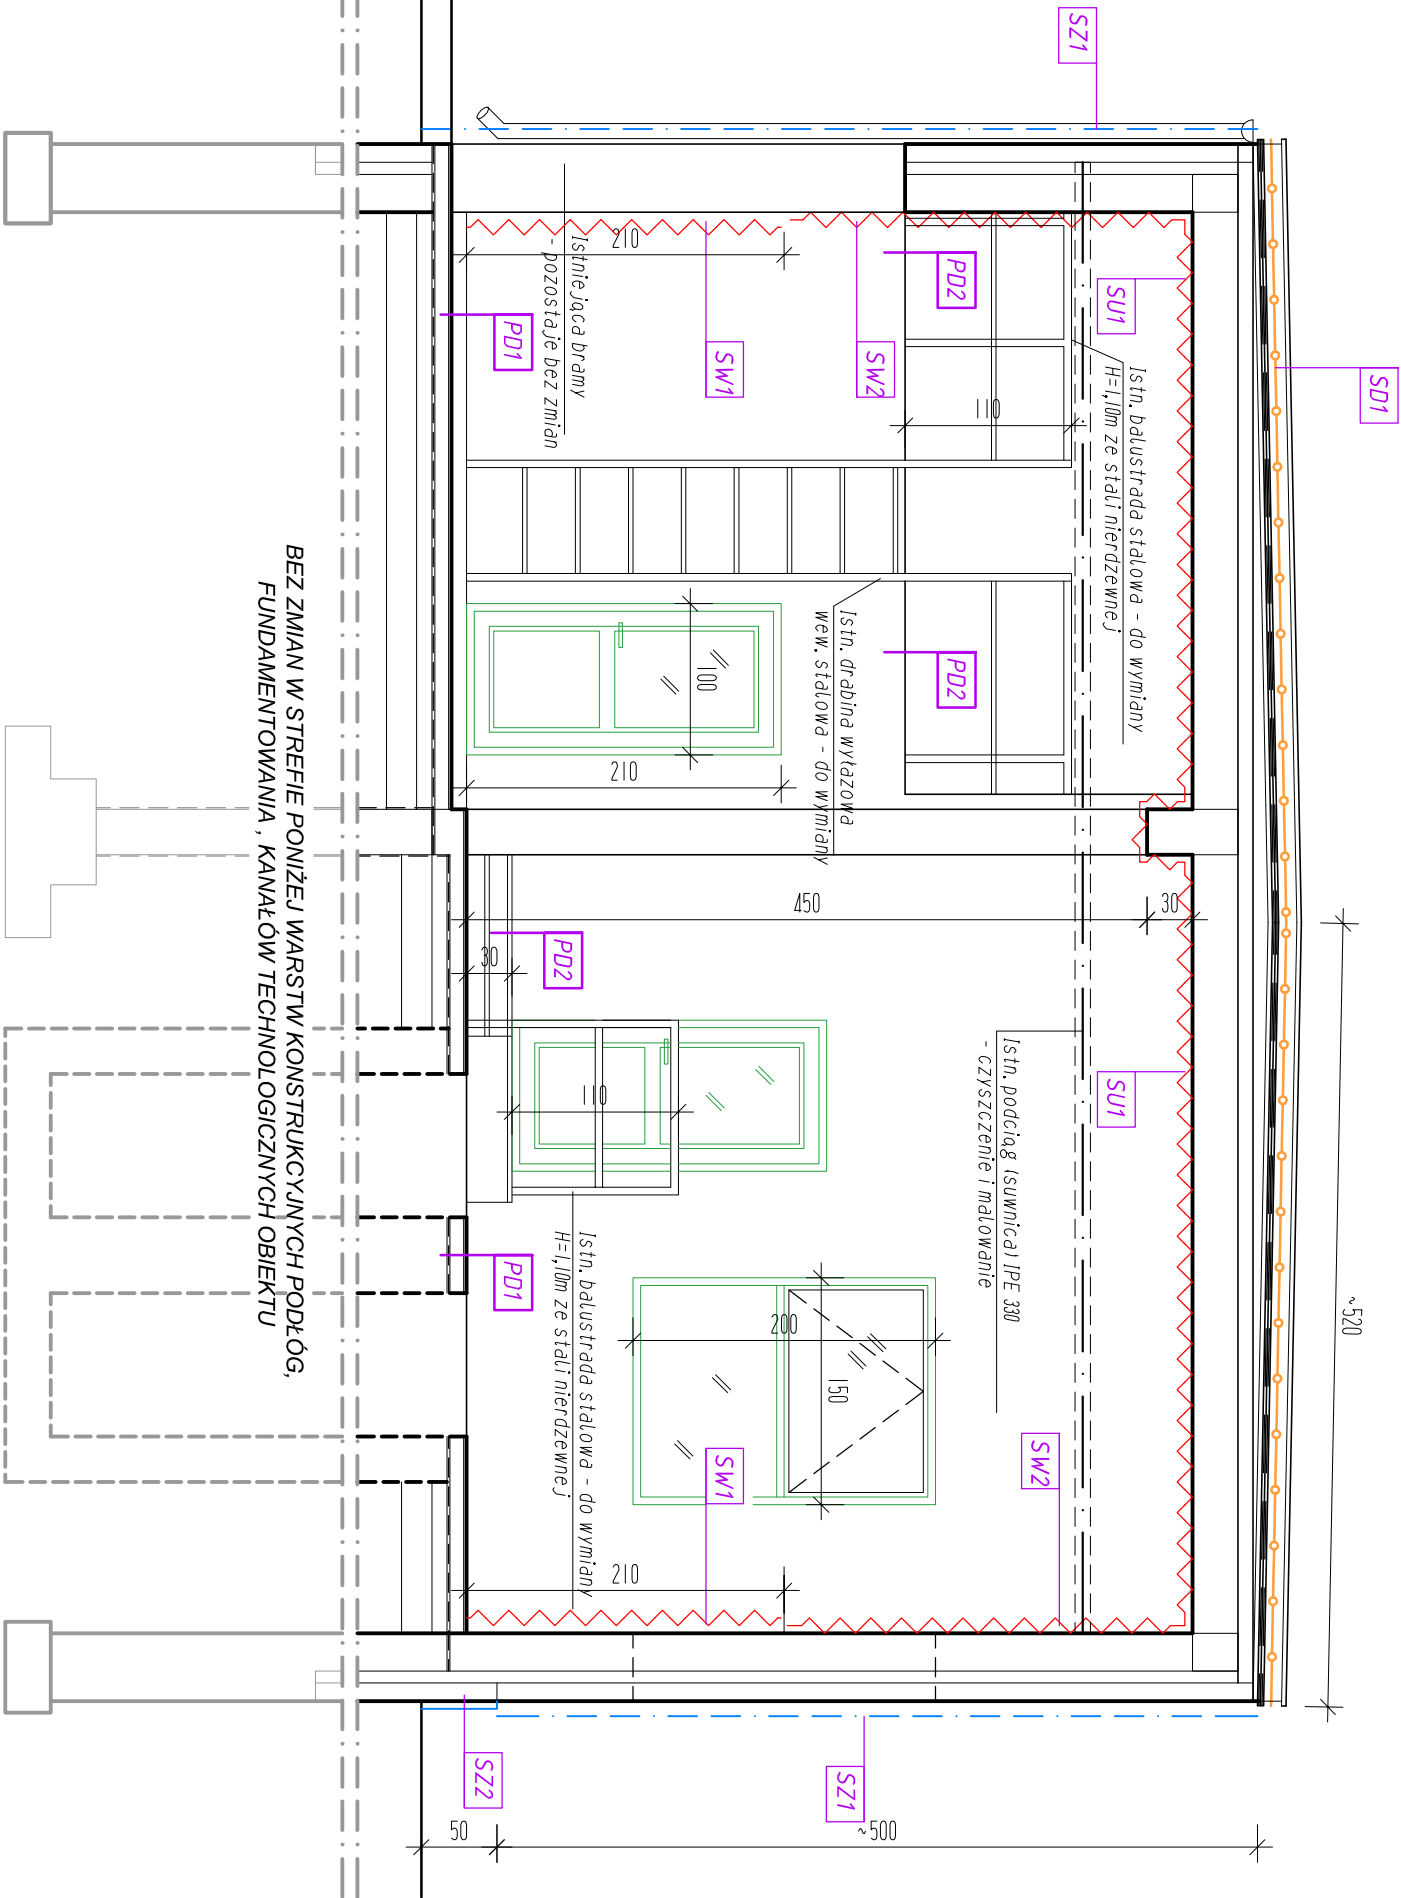 SD1
~520
SZ1
SU1
Istn. balustrada stalowa - do wymiany
H=1,10m ze stali nierdzewnej
SU1
30
PD2
110
PD2
Istn. podciąg (suwnica) IPE 330
- czyszczenie i malowanie
SW2
SW2
Istn. drabina wyłazowa
wew. stalowa - do wymiany
450
200
150
SZ1
~500
SW1
100
SW1
210
210
210
Istniejąca bramy
- pozostaje bez zmian
110
Istn. balustrada stalowa - do wymiany
H=1,10m ze stali nierdzewnej
PD1
PD2
30
PD1
SZ2
50
BEZ ZMIAN W STREFIE PONIŻEJ WARSTW KONSTRUKCYJNYCH PODŁÓG,
FUNDAMENTOWANIA , KANAŁÓW TECHNOLOGICZNYCH OBIEKTU